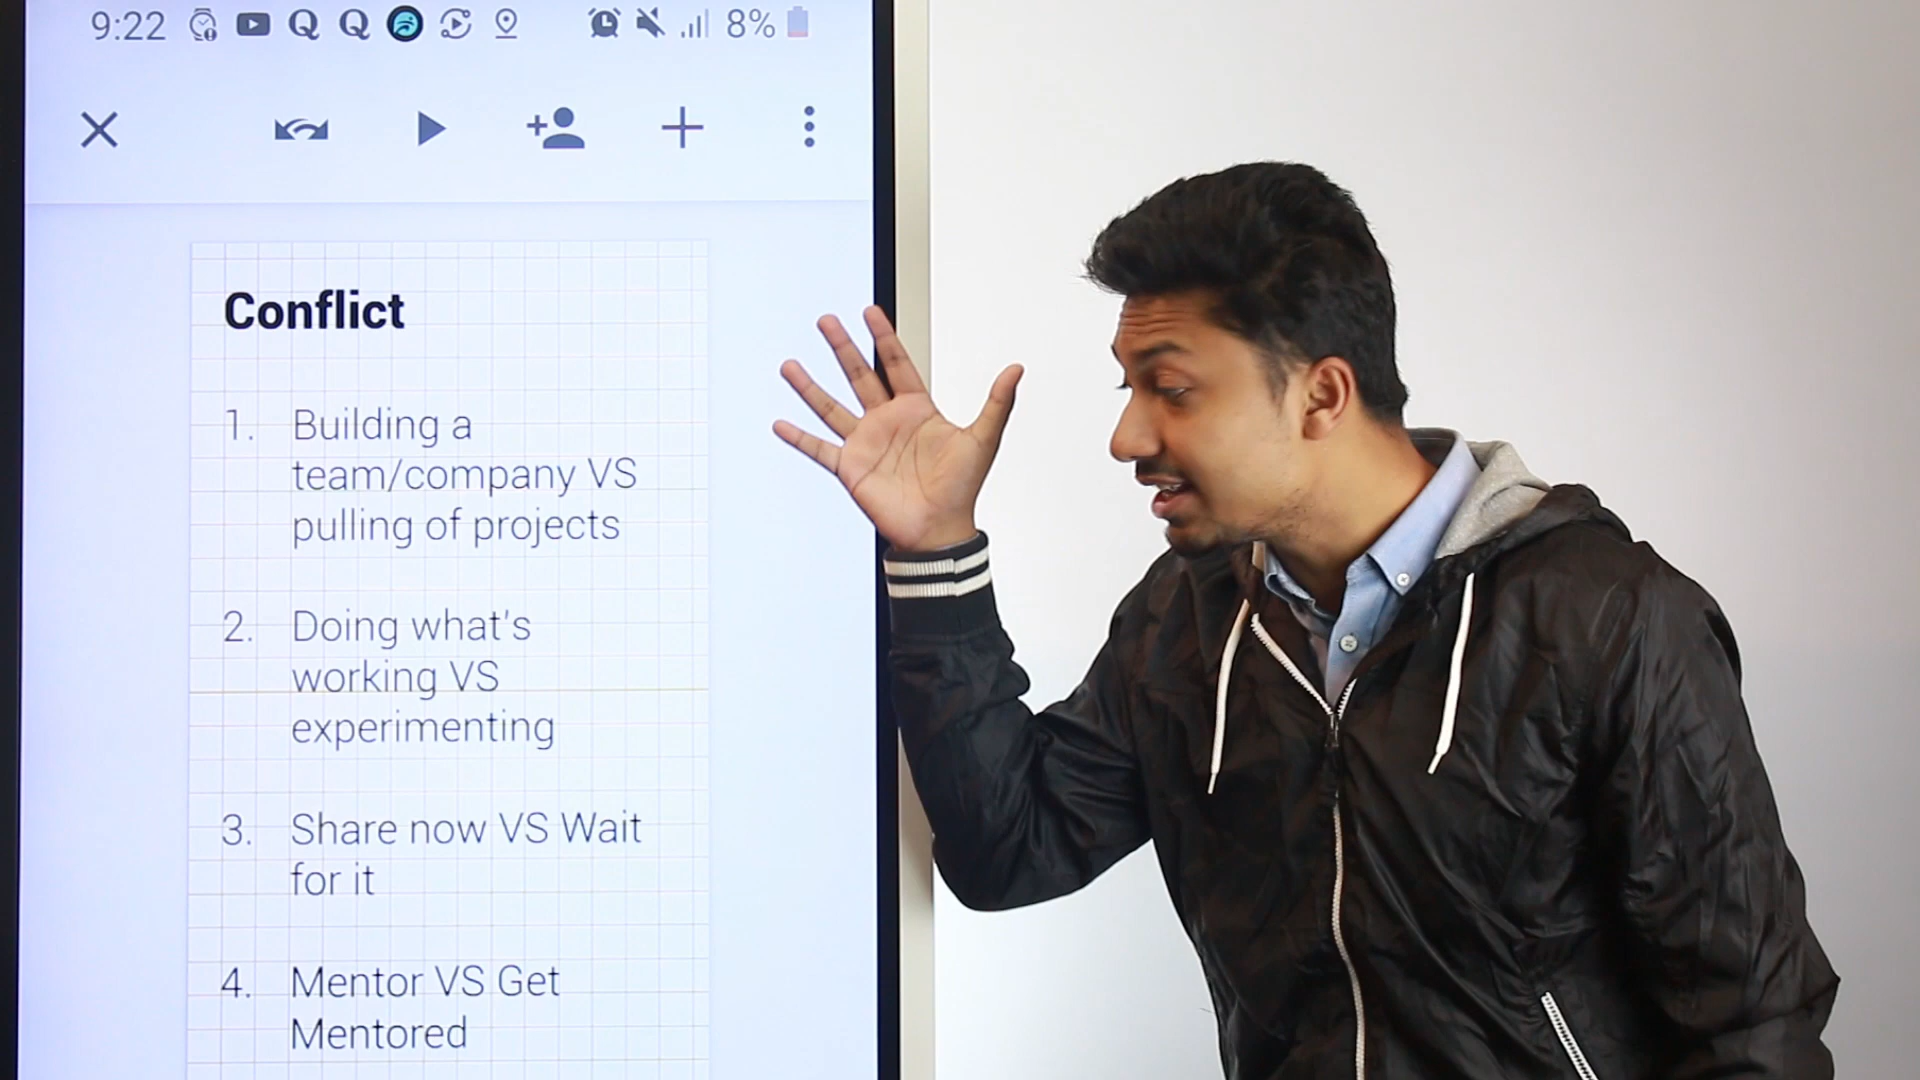 9:22
8%
Conflict
1. Building a
team/company VS
pulling of projects
2. Doing what's
working VS
experimenting
3. Share now VS Wait
for it
4. Mentor VS Get
Mentored